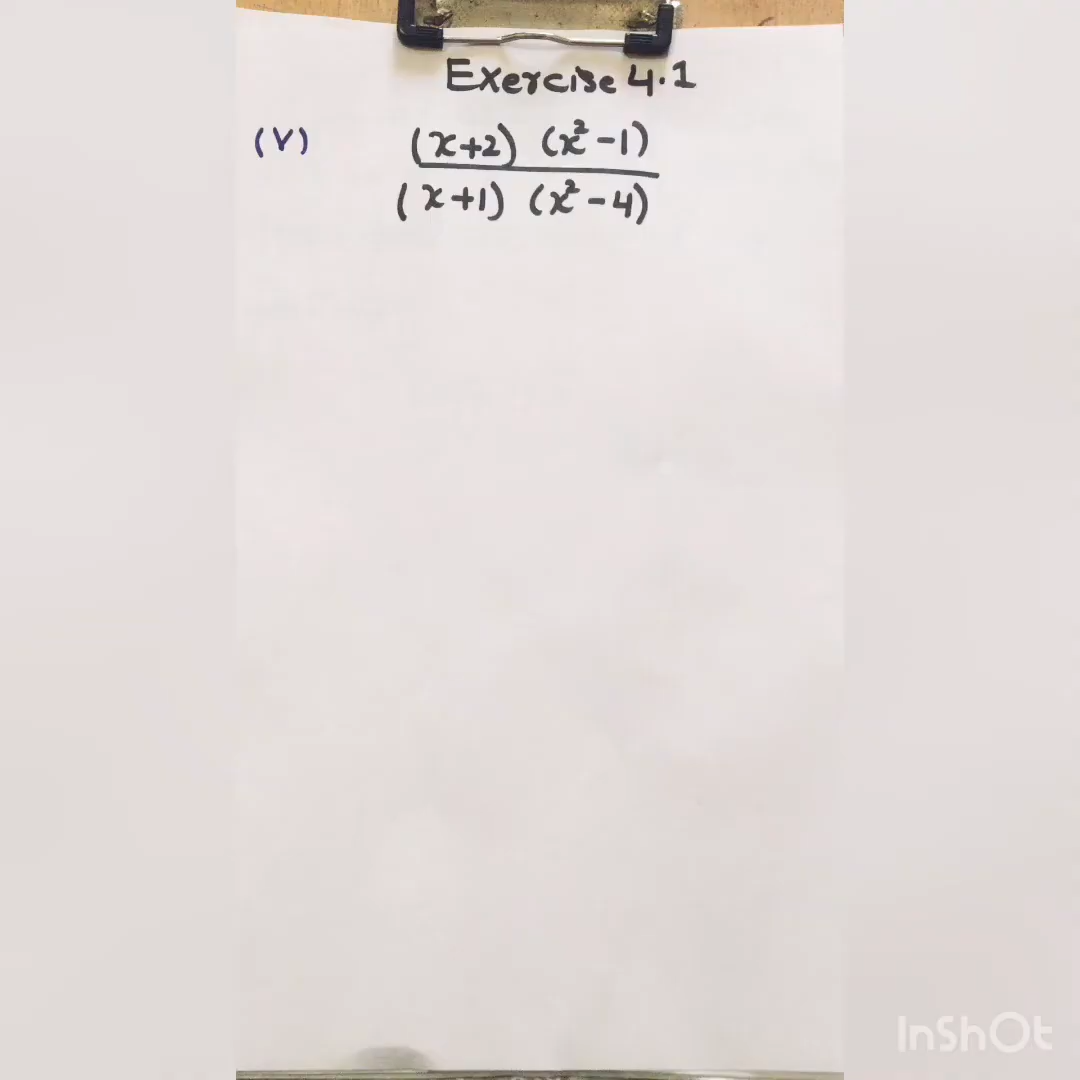 Exercise 4.1
(V) (x+2) (x²-1)
(x+1) (x²-4)
InShOt